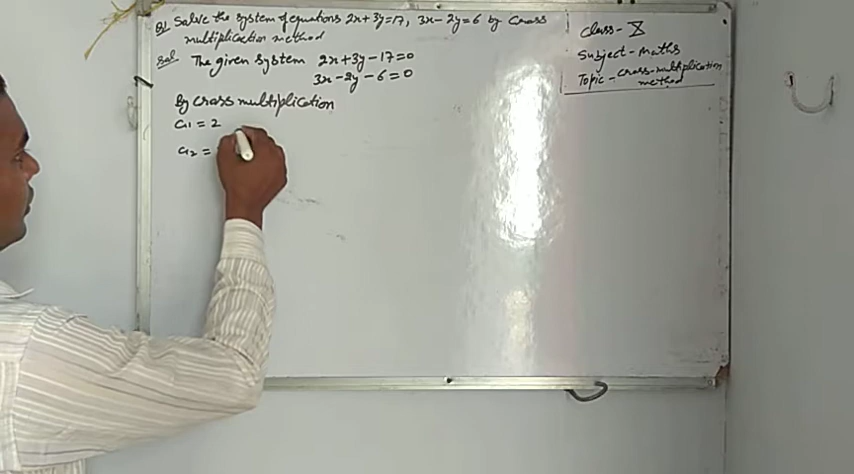 Q1 Solve the system of equations 2x+3y=17, 3x-2y=6 by Cross
multiplication method
Sol The given system 2x+3y-17=0
3x-2y-6=0
By cross multiplication
a1 = 2
a2 =
Class- X
Subject- maths
Topic- cross-multiplication
method